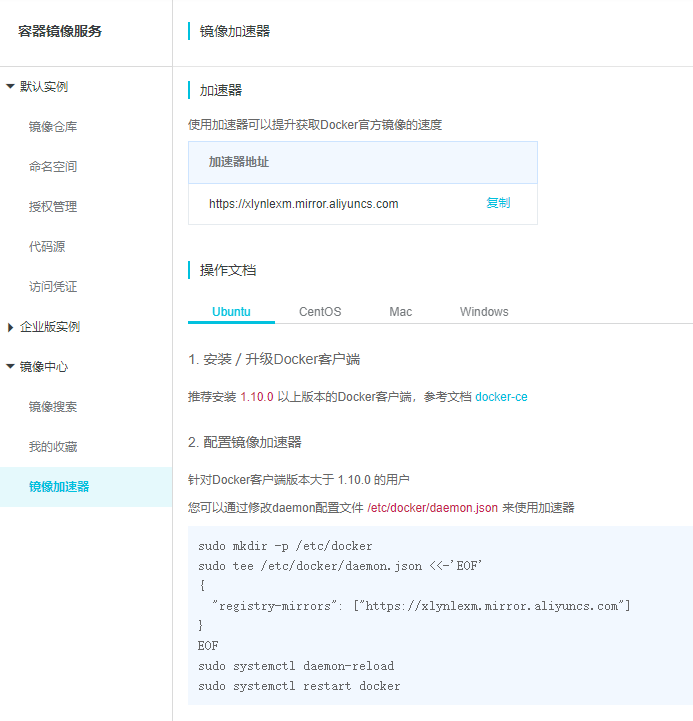 容器镜像服务
默认实例
镜像仓库
命名空间
授权管理
代码源
访问凭证
企业版实例
镜像中心
镜像搜索
我的收藏
镜像加速器
镜像加速器
加速器
使用加速器可以提升获取Docker官方镜像的速度
加速器地址
https://xlynlexm.mirror.aliyuncs.com 复制
操作文档
Ubuntu CentOS Mac Windows
1. 安装 / 升级Docker客户端
推荐安装 1.10.0 以上版本的Docker客户端，参考文档 docker-ce
2. 配置镜像加速器
针对Docker客户端版本大于 1.10.0 的用户
您可以通过修改daemon配置文件 /etc/docker/daemon.json 来使用加速器
sudo mkdir -p /etc/docker
sudo tee /etc/docker/daemon.json <<-'EOF'
{
  "registry-mirrors": ["https://xlynlexm.mirror.aliyuncs.com"]
}
EOF
sudo systemctl daemon-reload
sudo systemctl restart docker